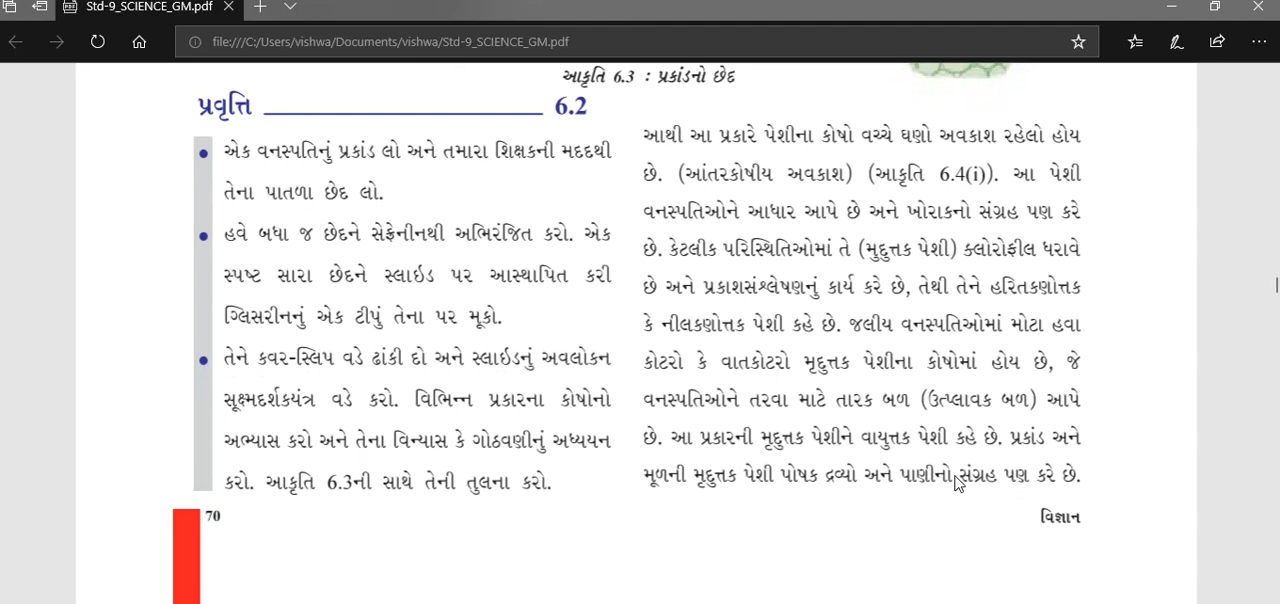 Std-9_SCIENCE_GM.pdf
file:///C:/Users/vishwa/Documents/vishwa/Std-9_SCIENCE_GM.pdf
આકૃતિ 6.3 : પ્રકાંડનો છેદ
પ્રવૃત્તિ ____________________ 6.2
• એક વનસ્પતિનું પ્રકાંડ લો અને તમારા શિક્ષકની મદદથી
તેના પાતળા છેદ લો.
• હવે બધા જ છેદને સેફ્રેનીનથી અભિરંજિત કરો. એક
સ્પષ્ટ સારા છેદને સ્લાઇડ પર આસ્થાપિત કરી
ગ્લિસરીનનું એક ટીપું તેના પર મૂકો.
• તેને કવર-સ્લિપ વડે ઢાંકી દો અને સ્લાઇડનું અવલોકન
સૂક્ષ્મદર્શકયંત્ર વડે કરો. વિભિન્ન પ્રકારના કોષોનો
અભ્યાસ કરો અને તેના વિન્યાસ કે ગોઠવણીનું અધ્યયન
કરો. આકૃતિ 6.3ની સાથે તેની તુલના કરો.
આથી આ પ્રકારે પેશીના કોષો વચ્ચે ઘણો અવકાશ રહેલો હોય
છે. (આંતરકોષીય અવકાશ) (આકૃતિ 6.4(i)). આ પેશી
વનસ્પતિઓને આધાર આપે છે અને ખોરાકનો સંગ્રહ પણ કરે
છે. કેટલીક પરિસ્થિતિઓમાં તે (મુદુત્તક પેશી) ક્લોરોફીલ ધરાવે
છે અને પ્રકાશસંશ્લેષણનું કાર્ય કરે છે, તેથી તેને હરિતકણોત્તક
કે નીલકણોત્તક પેશી કહે છે. જલીય વનસ્પતિઓમાં મોટા હવા
કોટરો કે વાતકોટરો મૃદુત્તક પેશીના કોષોમાં હોય છે, જે
વનસ્પતિઓને તરવા માટે તારક બળ (ઉત્પ્લાવક બળ) આપે
છે. આ પ્રકારની મૃદુત્તક પેશીને વાયુત્તક પેશી કહે છે. પ્રકાંડ અને
મૂળની મૃદુત્તક પેશી પોષક દ્રવ્યો અને પાણીનો સંગ્રહ પણ કરે છે.
70
વિજ્ઞાન